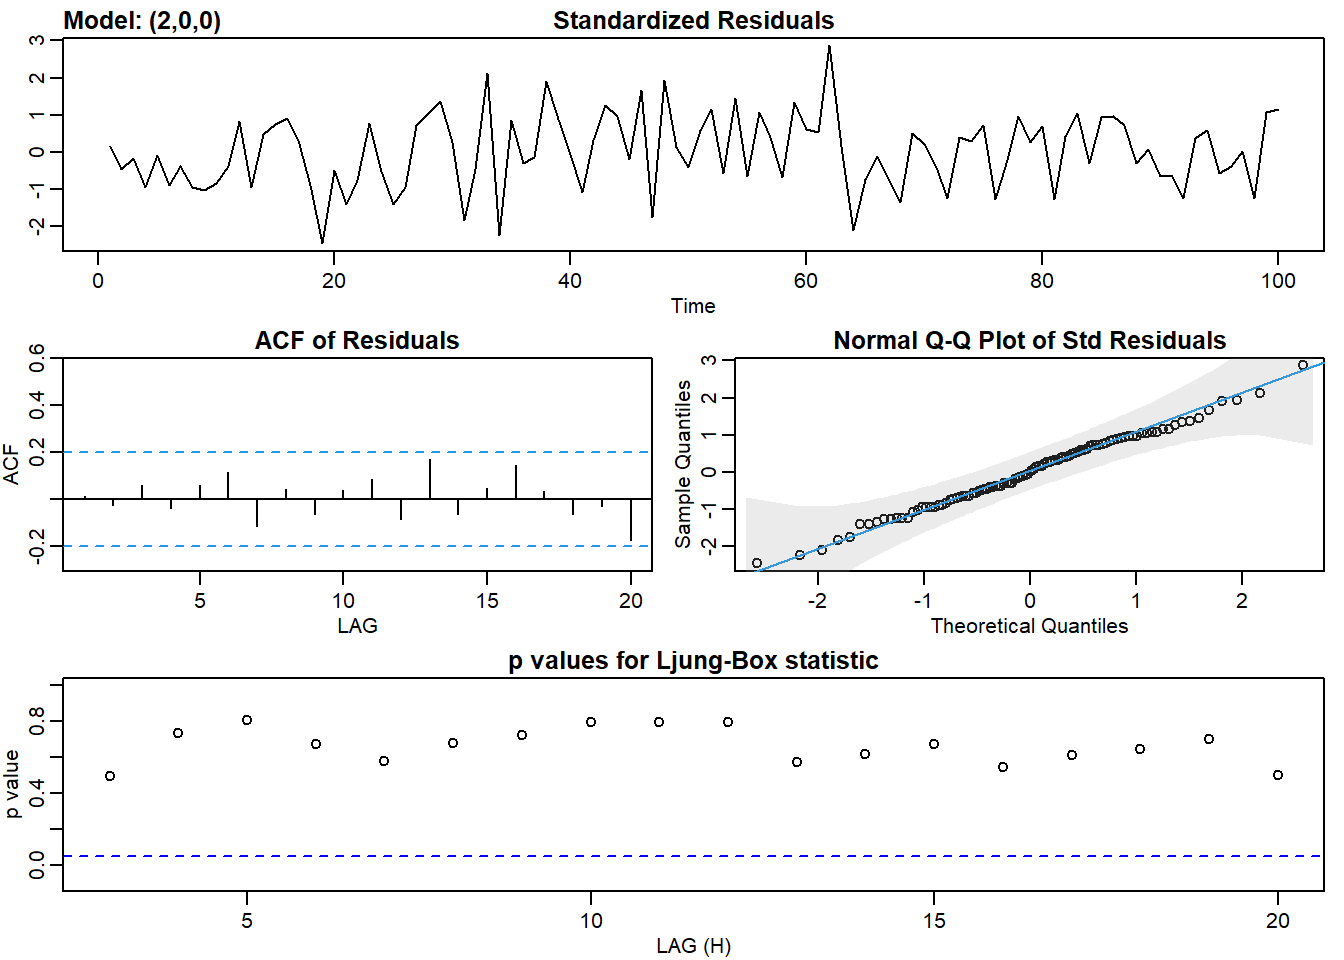 Model: (2,0,0) Standardized Residuals
3
2
1
0
-1
-2
0 20 40 60 80 100
Time
ACF of Residuals
0.6
0.4
0.2
-0.2
ACF
5 10 15 20
LAG
Normal Q-Q Plot of Std Residuals
3
2
1
0
-1
-2
Sample Quantiles
-2 -1 0 1 2
Theoretical Quantiles
p values for Ljung-Box statistic
0.8
0.4
0.0
p value
5 10 15 20
LAG (H)